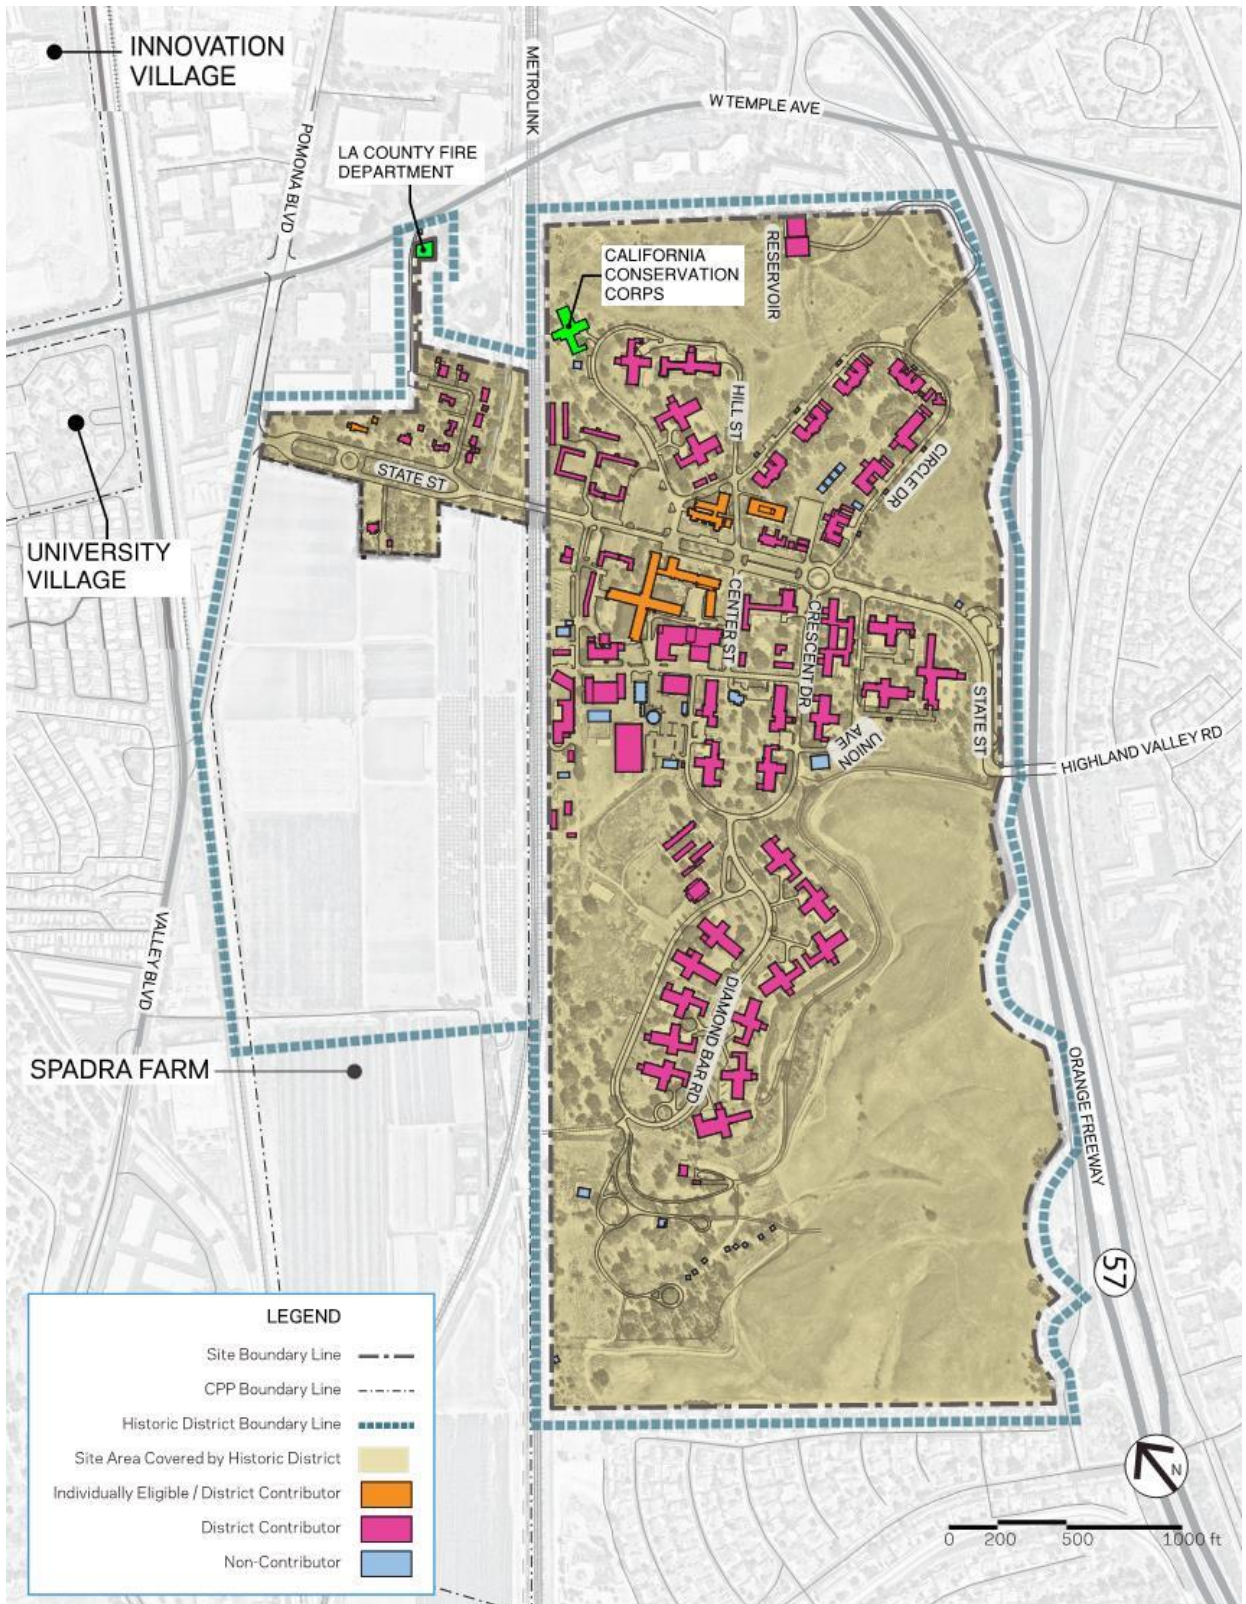 INNOVATION
VILLAGE
METROLINK
W TEMPLE AVE
POMONA BLVD
LA COUNTY FIRE
DEPARTMENT
RESERVOIR
CALIFORNIA
CONSERVATION
CORPS
HILL ST
CIRCLE DR
STATE ST
UNIVERSITY
VILLAGE
CENTER ST
CRESCENT DR
STATE ST
UNION
AVE
HIGHLAND VALLEY RD
VALLEY BLVD
DIAMOND BAR RD
SPADRA FARM
ORANGE FREEWAY
57
LEGEND
Site Boundary Line
CPP Boundary Line
Historic District Boundary Line
Site Area Covered by Historic District
Individually Eligible / District Contributor
District Contributor
Non-Contributor
N
0 200 500 1000 ft